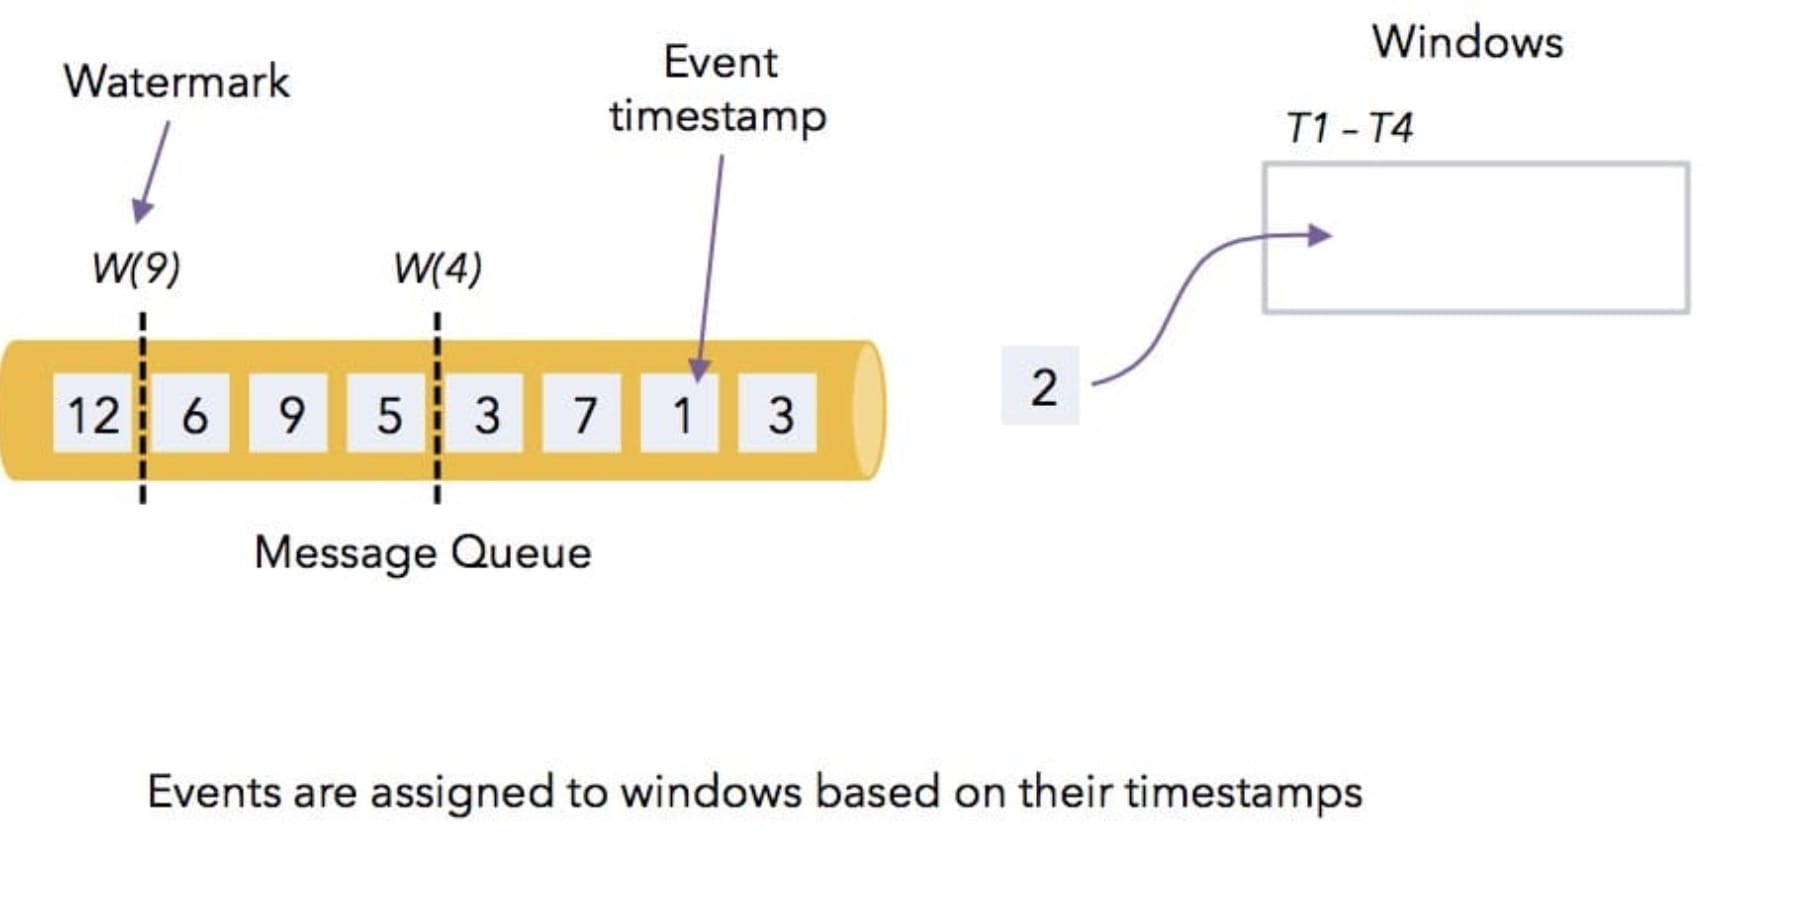 Watermark
Event
timestamp
Windows
T1 - T4
W(9)
W(4)
12 6 9 5 3 7 1 3
2
Message Queue
Events are assigned to windows based on their timestamps